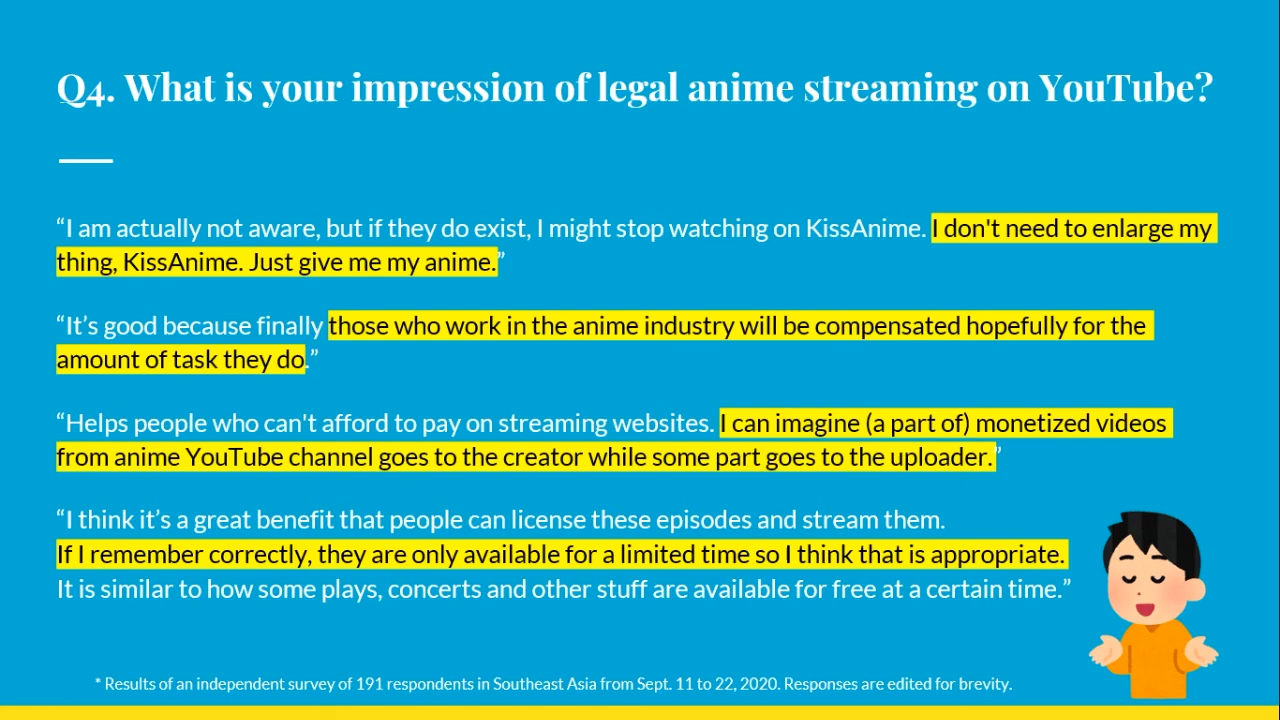 Q4. What is your impression of legal anime streaming on YouTube?
“I am actually not aware, but if they do exist, I might stop watching on KissAnime. I don't need to enlarge my
thing, KissAnime. Just give me my anime.”
“It’s good because finally those who work in the anime industry will be compensated hopefully for the
amount of task they do.”
“Helps people who can't afford to pay on streaming websites. I can imagine (a part of) monetized videos
from anime YouTube channel goes to the creator while some part goes to the uploader.”
“I think it’s a great benefit that people can license these episodes and stream them.
If I remember correctly, they are only available for a limited time so I think that is appropriate.
It is similar to how some plays, concerts and other stuff are available for free at a certain time.”
* Results of an independent survey of 191 respondents in Southeast Asia from Sept. 11 to 22, 2020. Responses are edited for brevity.